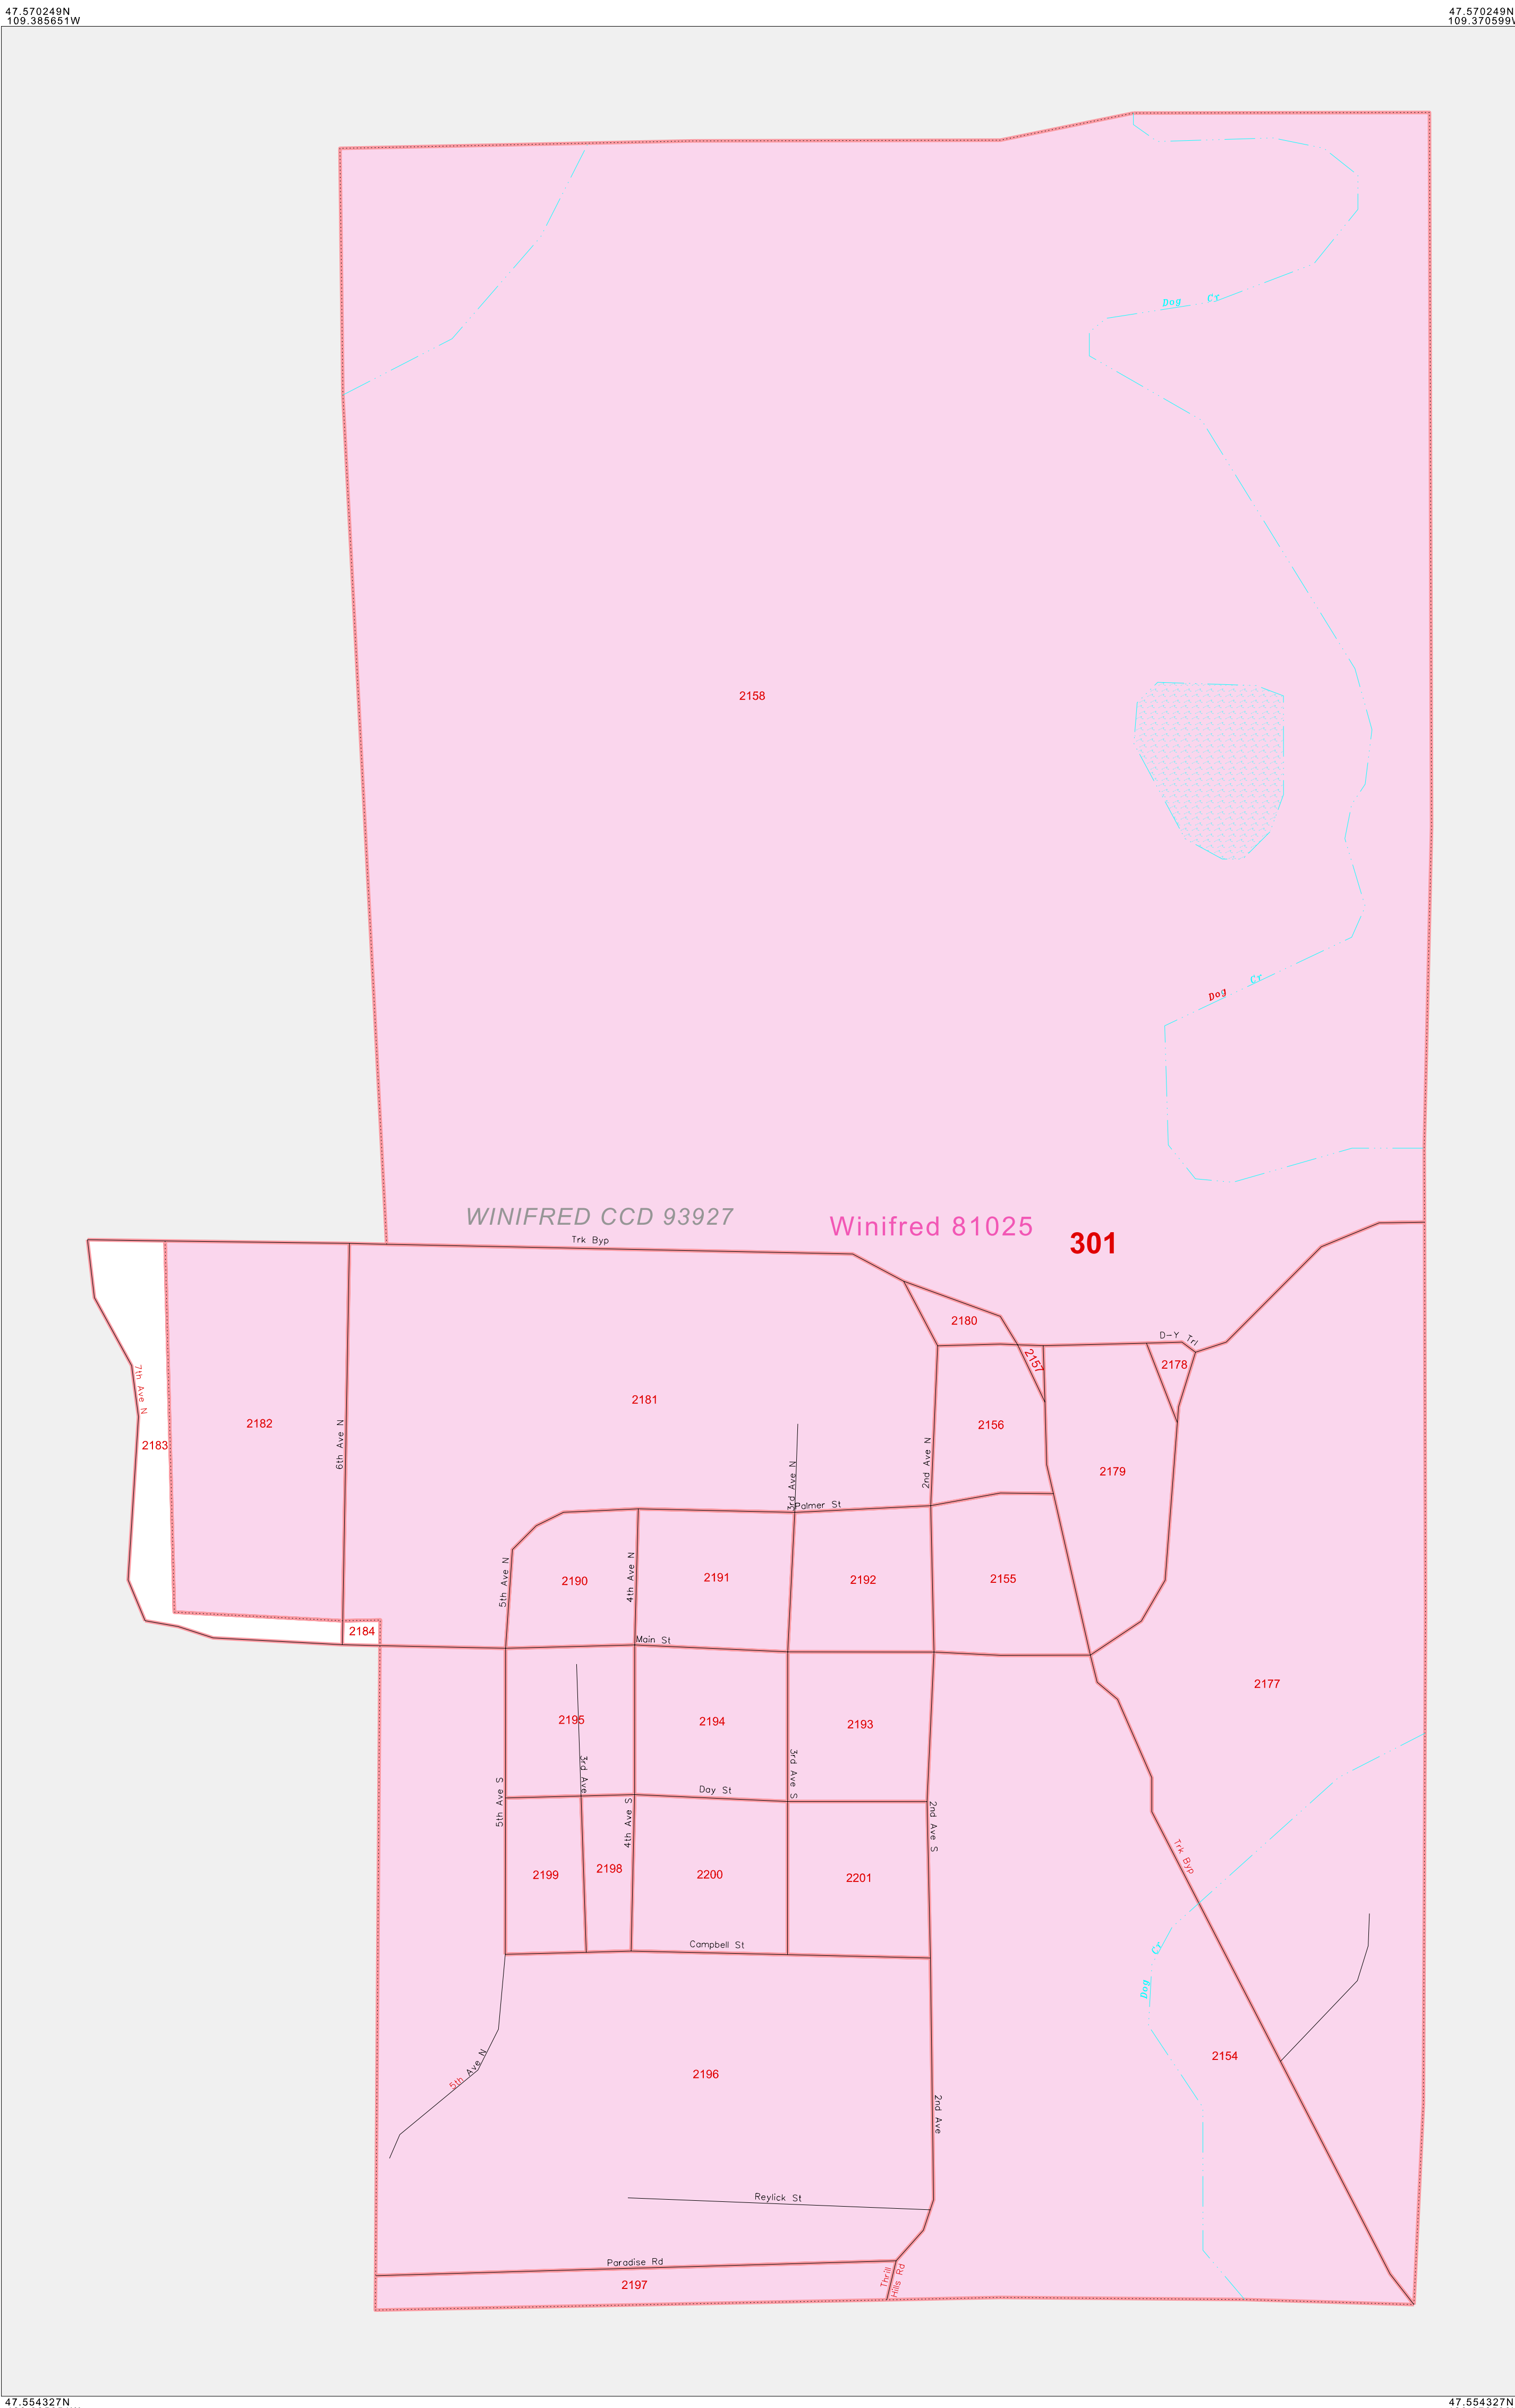 47.570249N
109.385651W
47.570249N
109.370599W
Dog Cr
2158
Dog Cr
WINIFRED CCD 93927
Winifred 81025
301
Trk Byp
2180
D-Y Trl
2157
2178
7th Ave N
2181
2182
6th Ave N
2156
2183
2nd Ave N
2179
3rd Ave N
Palmer St
5th Ave N
2190
4th Ave N
2191
2192
2155
2184
Main St
2177
2195
2194
2193
3rd Ave
3rd Ave S
Day St
5th Ave S
4th Ave S
2nd Ave S
Trk Byp
2199
2198
2200
2201
Campbell St
Dog Cr
5th Ave N
2154
2196
2nd Ave
Reylick St
Paradise Rd
Thrill
Hills Rd
2197
47.554327N
47.554327N